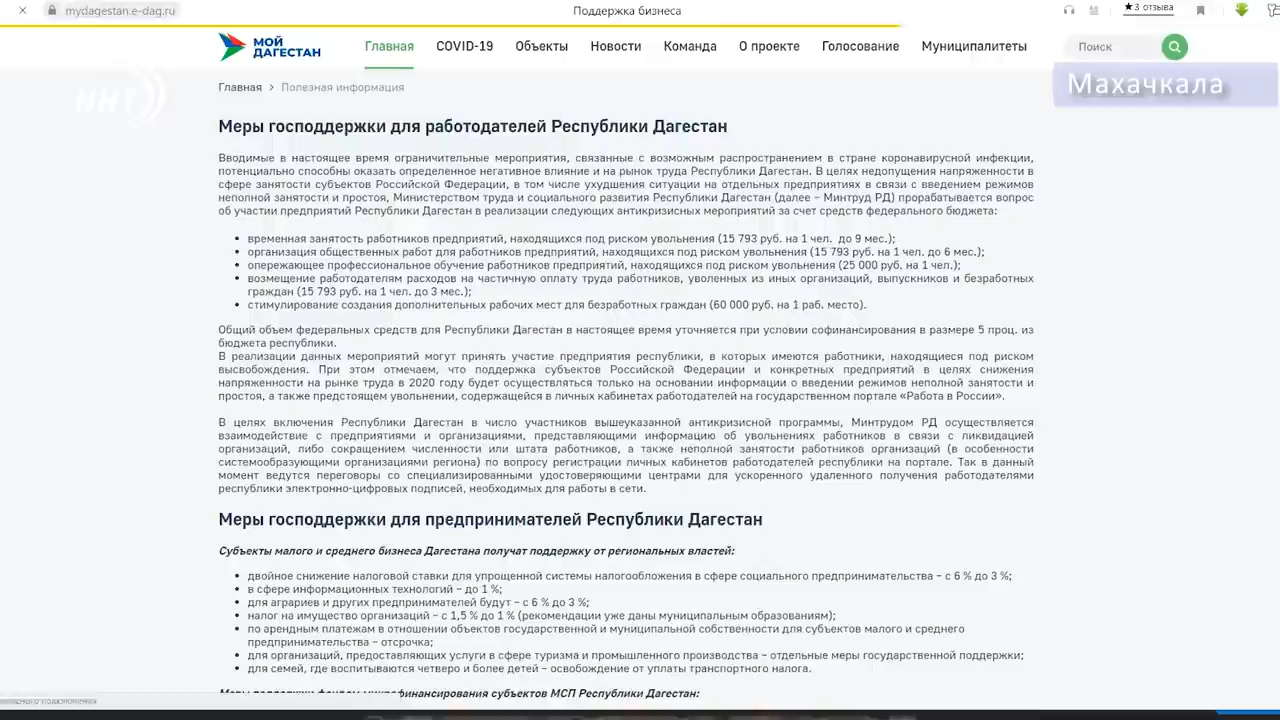 mydagestan.e-dag.ru
Поддержка бизнеса
★3 отзыва
МОЙ
ДАГЕСТАН
Главная COVID-19 Объекты Новости Команда О проекте Голосование Муниципалитеты
Поиск
Махачкала
ННТ
Главная > Полезная информация
Меры господдержки для работодателей Республики Дагестан
Вводимые в настоящее время ограничительные мероприятия, связанные с возможным распространением в стране коронавирусной инфекции,
потенциально способны оказать определенное негативное влияние и на рынок труда Республики Дагестан. В целях недопущения напряженности в
сфере занятости субъектов Российской Федерации, в том числе ухудшения ситуации на отдельных предприятиях в связи с введением режимов
неполной занятости и простоя, Министерством труда и социального развития Республики Дагестан (далее – Минтруд РД) прорабатывается вопрос
об участии предприятий Республики Дагестан в реализации следующих антикризисных мероприятий за счет средств федерального бюджета:
• временная занятость работников предприятий, находящихся под риском увольнения (15 793 руб. на 1 чел. до 9 мес.);
• организация общественных работ для работников предприятий, находящихся под риском увольнения (15 793 руб. на 1 чел. до 6 мес.);
• опережающее профессиональное обучение работников предприятий, находящихся под риском увольнения (25 000 руб. на 1 чел.);
• возмещение работодателям расходов на частичную оплату труда работников, уволенных из иных организаций, выпускников и безработных
граждан (15 793 руб. на 1 чел. до 3 мес.);
• стимулирование создания дополнительных рабочих мест для безработных граждан (60 000 руб. на 1 раб. место).
Общий объем федеральных средств для Республики Дагестан в настоящее время уточняется при условии софинансирования в размере 5 проц. из
бюджета республики.
В реализации данных мероприятий могут принять участие предприятия республики, в которых имеются работники, находящиеся под риском
высвобождения. При этом отмечаем, что поддержка субъектов Российской Федерации и конкретных предприятий в целях снижения
напряженности на рынке труда в 2020 году будет осуществляться только на основании информации о введении режимов неполной занятости и
простоя, а также предстоящем увольнении, содержащейся в личных кабинетах работодателей на государственном портале «Работа в России».
В целях включения Республики Дагестан в число участников вышеуказанной антикризисной программы, Минтрудом РД осуществляется
взаимодействие с предприятиями и организациями, представляющими информацию об увольнениях работников в связи с ликвидацией
организаций, либо сокращением численности или штата работников, а также неполной занятости работников организаций (в особенности
системообразующими организациями региона) по вопросу регистрации личных кабинетов работодателей республики на портале. Так в данный
момент ведутся переговоры со специализированными удостоверяющими центрами для ускоренного удаленного получения работодателями
республики электронно-цифровых подписей, необходимых для работы в сети.
Меры господдержки для предпринимателей Республики Дагестан
Субъекты малого и среднего бизнеса Дагестана получат поддержку от региональных властей:
• двойное снижение налоговой ставки для упрощенной системы налогообложения в сфере социального предпринимательства – с 6 % до 3 %;
• в сфере информационных технологий – до 1 %;
• для аграриев и других предпринимателей будут – с 6 % до 3 %;
• налог на имущество организаций – с 1,5 % до 1 % (рекомендации уже даны муниципальным образованиям);
• по арендным платежам в отношении объектов государственной и муниципальной собственности для субъектов малого и среднего
предпринимательства – отсрочка;
• для организаций, предоставляющих услуги в сфере туризма и промышленного производства – отдельные меры государственной поддержки;
• для семей, где воспитываются четверо и более детей – освобождение от уплаты транспортного налога.
Меры поддержки фондом микрофинансирования субъектов МСП Республики Дагестан: